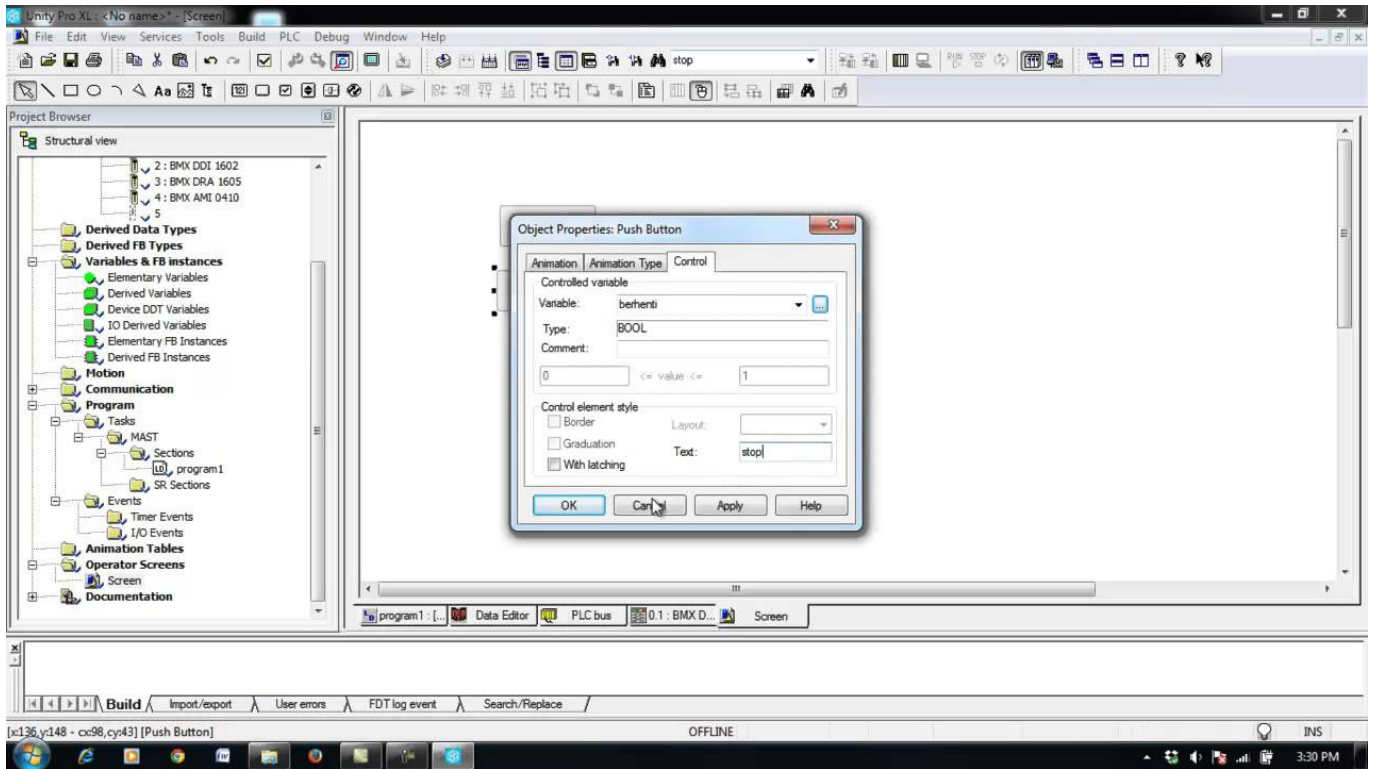 Unity Pro XL : <No name>* - [Screen]
File Edit View Services Tools Build PLC Debug Window Help
stop
Project Browser
Structural view
2 : BMX DDI 1602
3 : BMX DRA 1605
4 : BMX AMI 0410
5
Derived Data Types
Derived FB Types
Variables & FB instances
Elementary Variables
Derived Variables
Device DDT Variables
IO Derived Variables
Elementary FB Instances
Derived FB Instances
Motion
Communication
Program
Tasks
MAST
Sections
program1
SR Sections
Events
Timer Events
I/O Events
Animation Tables
Operator Screens
Screen
Documentation
Object Properties: Push Button
Animation Animation Type Control
Controlled variable
Variable: berhenti ...
Type: BOOL
Comment:
0 <= value <= 1
Control element style
Border Layout:
Graduation
Text: stop
With latching
OK Cancel Apply Help
program1 : [... Data Editor PLC bus 0.1 : BMX D... Screen
Build Import/export User errors FDT log event Search/Replace
[x:136,y:148 - cx:98,cy:43] [Push Button] OFFLINE INS
3:30 PM